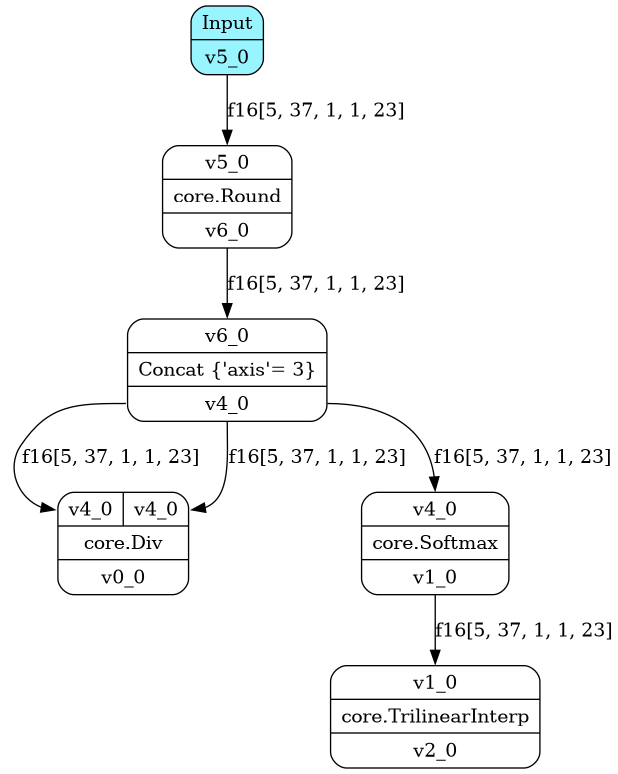 Input
v5_0
f16[5, 37, 1, 1, 23]
v5_0
core.Round
v6_0
f16[5, 37, 1, 1, 23]
v6_0
Concat {'axis'= 3}
v4_0
f16[5, 37, 1, 1, 23] f16[5, 37, 1, 1, 23] f16[5, 37, 1, 1, 23]
v4_0 v4_0
core.Div
v0_0
v4_0
core.Softmax
v1_0
f16[5, 37, 1, 1, 23]
v1_0
core.TrilinearInterp
v2_0